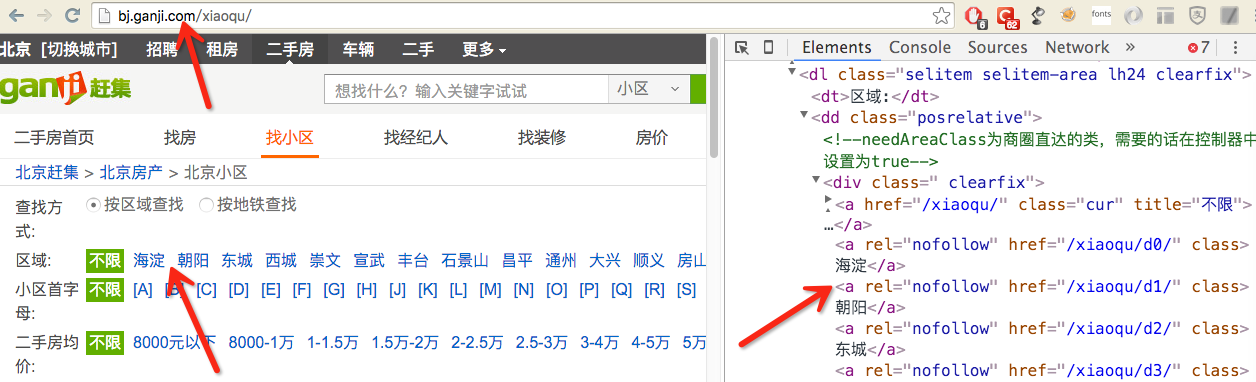 bj.ganji.com/xiaoqu/
6
62
fonts
北京 [切换城市] 招聘 租房 二手房 车辆 二手 更多
ganji 赶集
想找什么？输入关键字试试 小区
二手房首页 找房 找小区 找经纪人 找装修 房价
北京赶集 > 北京房产 > 北京小区
查找方式: 按区域查找 按地铁查找
区域: 不限 海淀 朝阳 东城 西城 崇文 宣武 丰台 石景山 昌平 通州 大兴 顺义 房山
小区首字母: 不限 [A] [B] [C] [D] [E] [F] [G] [H] [J] [K] [L] [M] [N] [O] [P] [Q] [R] [S]
二手房均价: 不限 8000元以下 8000-1万 1-1.5万 1.5万-2万 2-2.5万 2.5-3万 3-4万 4-5万 5万
Elements Console Sources Network » 7
<dl class="selitem selitem-area lh24 clearfix">
<dt>区域:</dt>
<dd class="posrelative">
<!--needAreaClass为商圈直达的类，需要的话在控制器中
设置为true-->
<div class=" clearfix">
<a href="/xiaoqu/" class="cur" title="不限">
…</a>
<a rel="nofollow" href="/xiaoqu/d0/" class>
海淀</a>
<a rel="nofollow" href="/xiaoqu/d1/" class>
朝阳</a>
<a rel="nofollow" href="/xiaoqu/d2/" class>
东城</a>
<a rel="nofollow" href="/xiaoqu/d3/" class>